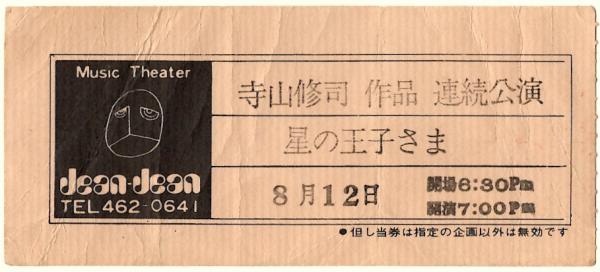 Music Theater
jean・jean
TEL 462-0641
寺山修司 作品 連続公演
星の王子さま
8月12日
開場6:30Pm
開演7:00Pm
●但し当券は指定の企画以外は無効です